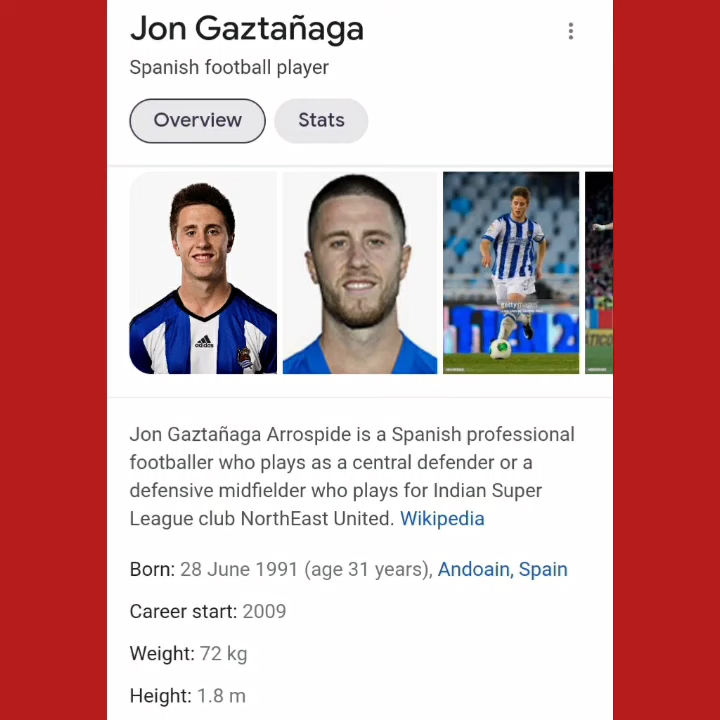 Jon Gaztañaga
Spanish football player
Overview Stats
adidas
gettyimages
Jon Gaztañaga Arrospide is a Spanish professional
footballer who plays as a central defender or a
defensive midfielder who plays for Indian Super
League club NorthEast United. Wikipedia
Born: 28 June 1991 (age 31 years), Andoain, Spain
Career start: 2009
Weight: 72 kg
Height: 1.8 m